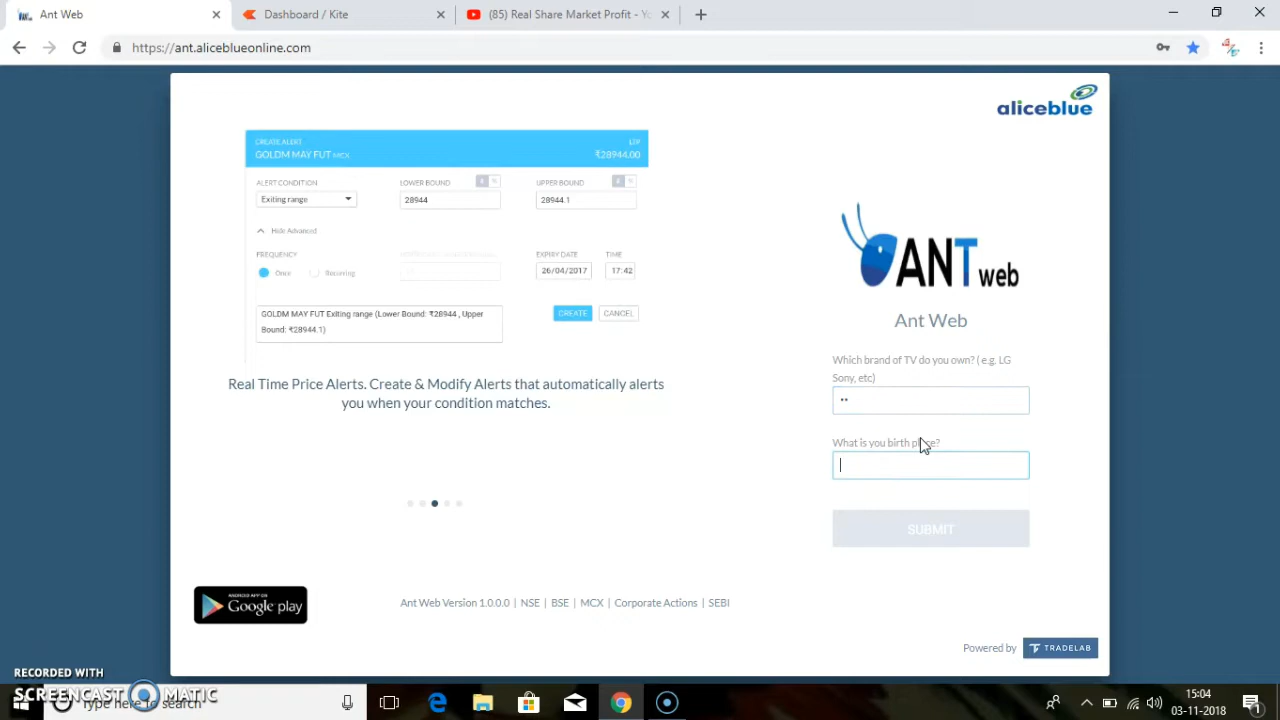 Ant Web
Dashboard / Kite
(85) Real Share Market Profit - Yo
https://ant.aliceblueonline.com
aliceblue
CREATE ALERT
LTP
GOLDM MAY FUT MCX
₹28944.00
ALERT CONDITION
LOWER BOUND
UPPER BOUND
Exiting range
28944
28944.1
Hide Advanced
FREQUENCY
EXPIRY DATE
TIME
Once
Recurring
26/04/2017
17:42
GOLDM MAY FUT Exiting range (Lower Bound: ₹28944 , Upper
Bound: ₹28944.1)
CREATE
CANCEL
Real Time Price Alerts. Create & Modify Alerts that automatically alerts
you when your condition matches.
ANT web
Ant Web
Which brand of TV do you own? ( e.g. LG
Sony, etc)
What is you birth place?
SUBMIT
ANDROID APP ON
Google play
Ant Web Version 1.0.0.0 | NSE | BSE | MCX | Corporate Actions | SEBI
Powered by TRADELAB
RECORDED WITH
SCREENCAST MATIC
Type here to search
15:04
03-11-2018